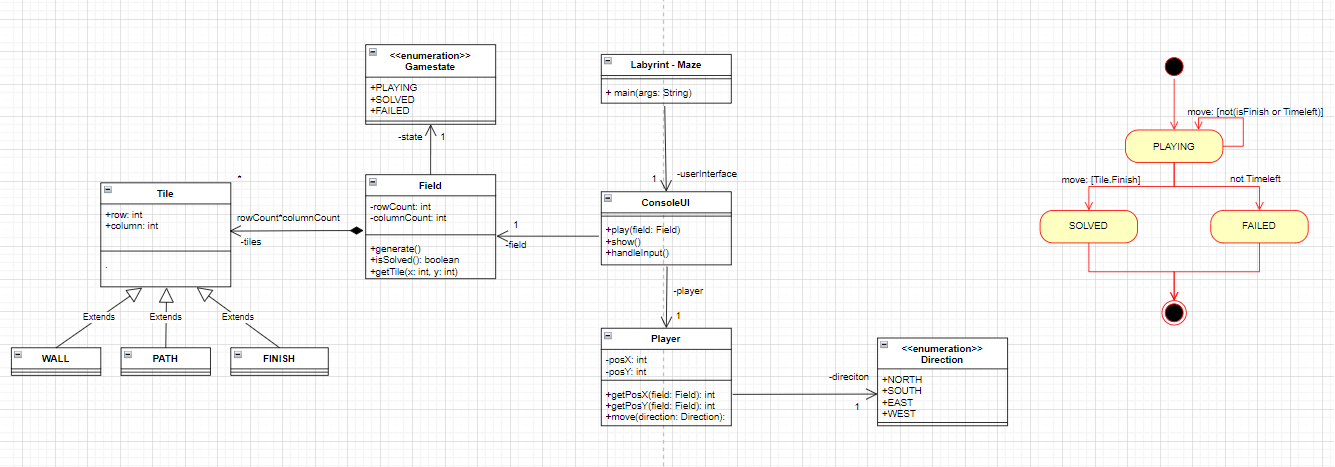 <<enumeration>>
Gamestate
+PLAYING
+SOLVED
+FAILED
-state
1
Labyrint - Maze
+ main(args: String)
-userInterface
1
Tile
+row: int
+column: int
.
*
rowCount*columnCount
-tiles
Field
-rowCount: int
-columnCount: int
+generate()
+isSolved(): boolean
+getTile(x: int, y: int)
1
-field
ConsoleUI
+play(field: Field)
+show()
+handleInput()
-player
1
Extends
Extends
Extends
WALL
PATH
FINISH
Player
-posX: int
-posY: int
+getPosX(field: Field): int
+getPosY(field: Field): int
+move(direction: Direction):
-direciton
1
<<enumeration>>
Direction
+NORTH
+SOUTH
+EAST
+WEST
move: [not(isFinish or Timeleft)]
PLAYING
move: [Tile.Finish]
not Timeleft
SOLVED
FAILED